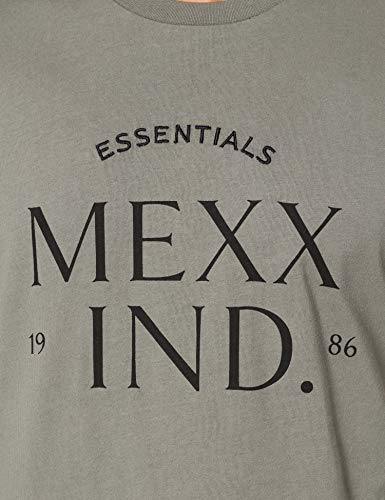 ESSENTIALS
MEXX
19 IND. 86